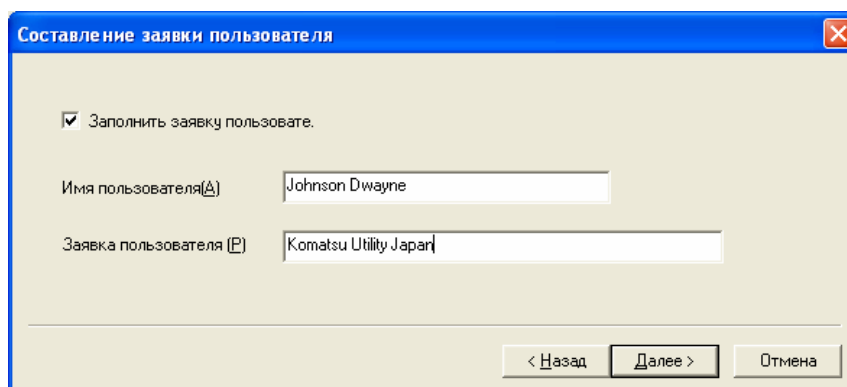 Составление заявки пользователя
Заполнить заявку пользовате.
Имя пользователя(А) Johnson Dwayne
Заявка пользователя (Р) Komatsu Utility Japan
< Назад Далее > Отмена